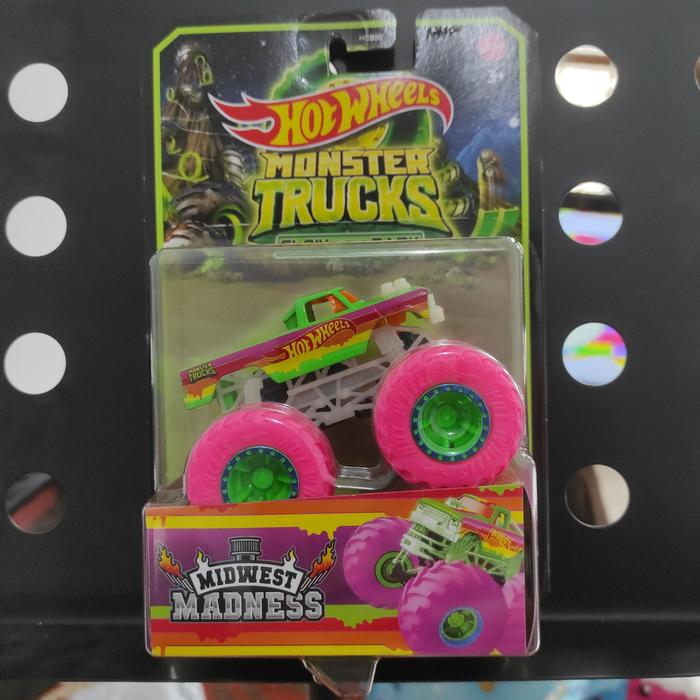 HOT WHEELS
MONSTER
TRUCKS
HOT WHEELS
MONSTER
TRUCKS
MIDWEST
MADNESS